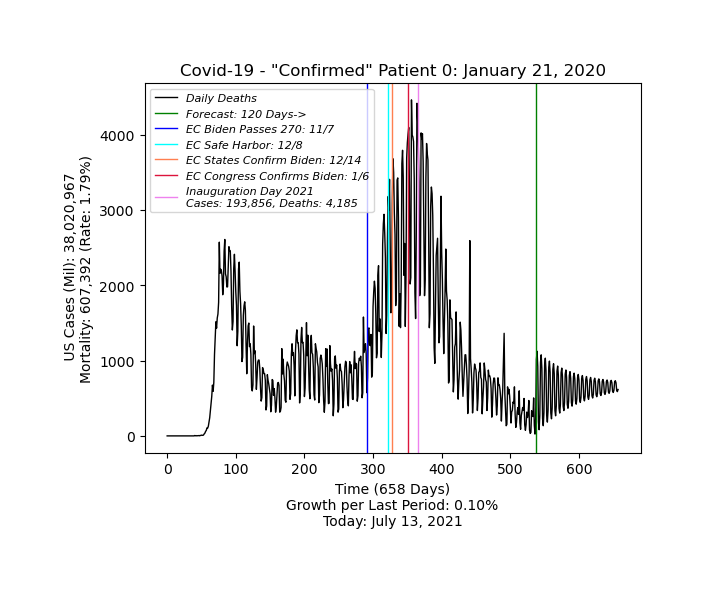 Covid-19 - "Confirmed" Patient 0: January 21, 2020
Daily Deaths
Forecast: 120 Days->
EC Biden Passes 270: 11/7
EC Safe Harbor: 12/8
EC States Confirm Biden: 12/14
EC Congress Confirms Biden: 1/6
Inauguration Day 2021
Cases: 193,856, Deaths: 4,185
US Cases (Mil): 38,020,967
Mortality: 607,392 (Rate: 1.79%)
4000
3000
2000
1000
0
0 100 200 300 400 500 600
Time (658 Days)
Growth per Last Period: 0.10%
Today: July 13, 2021